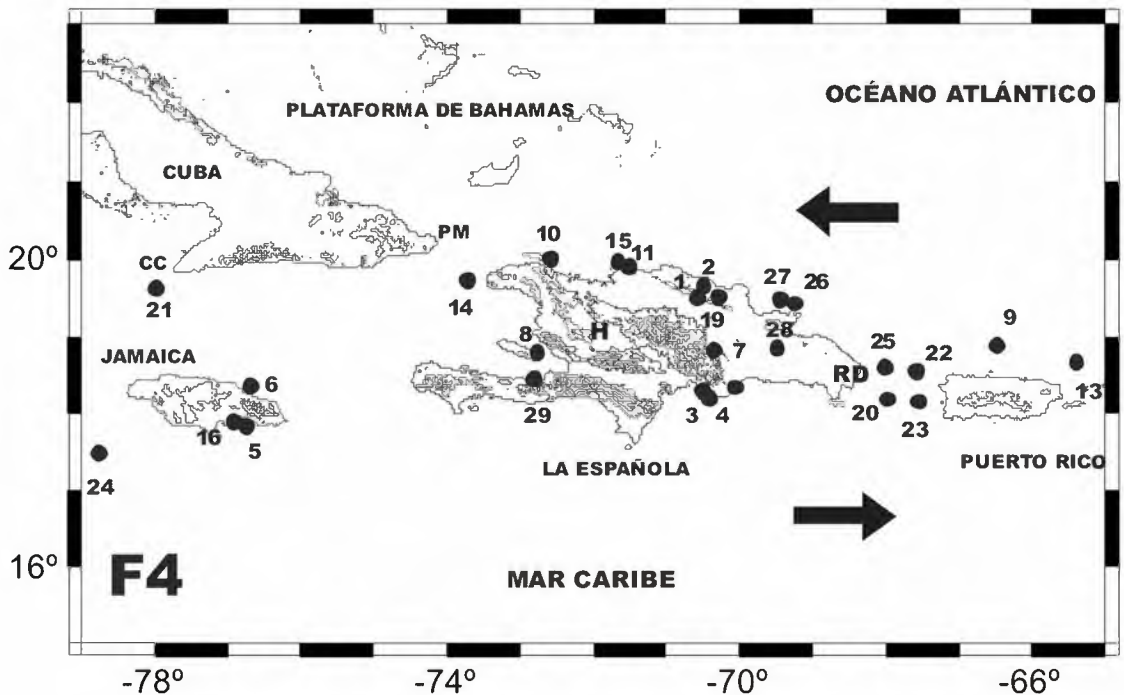 OCÉANO ATLÁNTICO
PLATAFORMA DE BAHAMAS
CUBA
PM
20º
CC
21
14
10
15
11
2
1
19
27
26
28
9
13
JAMAICA
6
16
5
24
8
H
29
7
3
4
RD
25
22
20
23
PUERTO RICO
LA ESPAÑOLA
16º
F4
MAR CARIBE
-78º
-74º
-70º
-66º